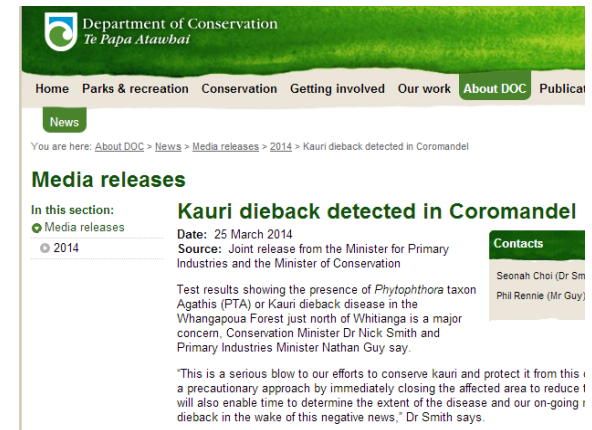 Department of Conservation
Te Papa Atawhai
Home Parks & recreation Conservation Getting involved Our work About DOC
News
You are here: About DOC > News > Media releases > 2014 > Kauri dieback detected in Coromandel
Media releases
In this section:
Media releases
2014
Kauri dieback detected in Coromandel
Date: 25 March 2014
Source: Joint release from the Minister for Primary
Industries and the Minister of Conservation
Contacts
Seonah Choi (Dr Sm
Phil Rennie (Mr Guy)
Test results showing the presence of Phytophthora taxon
Agathis (PTA) or Kauri dieback disease in the
Whangapoua Forest just north of Whitianga is a major
concern, Conservation Minister Dr Nick Smith and
Primary Industries Minister Nathan Guy say.
"This is a serious blow to our efforts to conserve kauri and protect it from this
a precautionary approach by immediately closing the affected area to reduce
will also enable time to determine the extent of the disease and our on-going
dieback in the wake of this negative news," Dr Smith says.